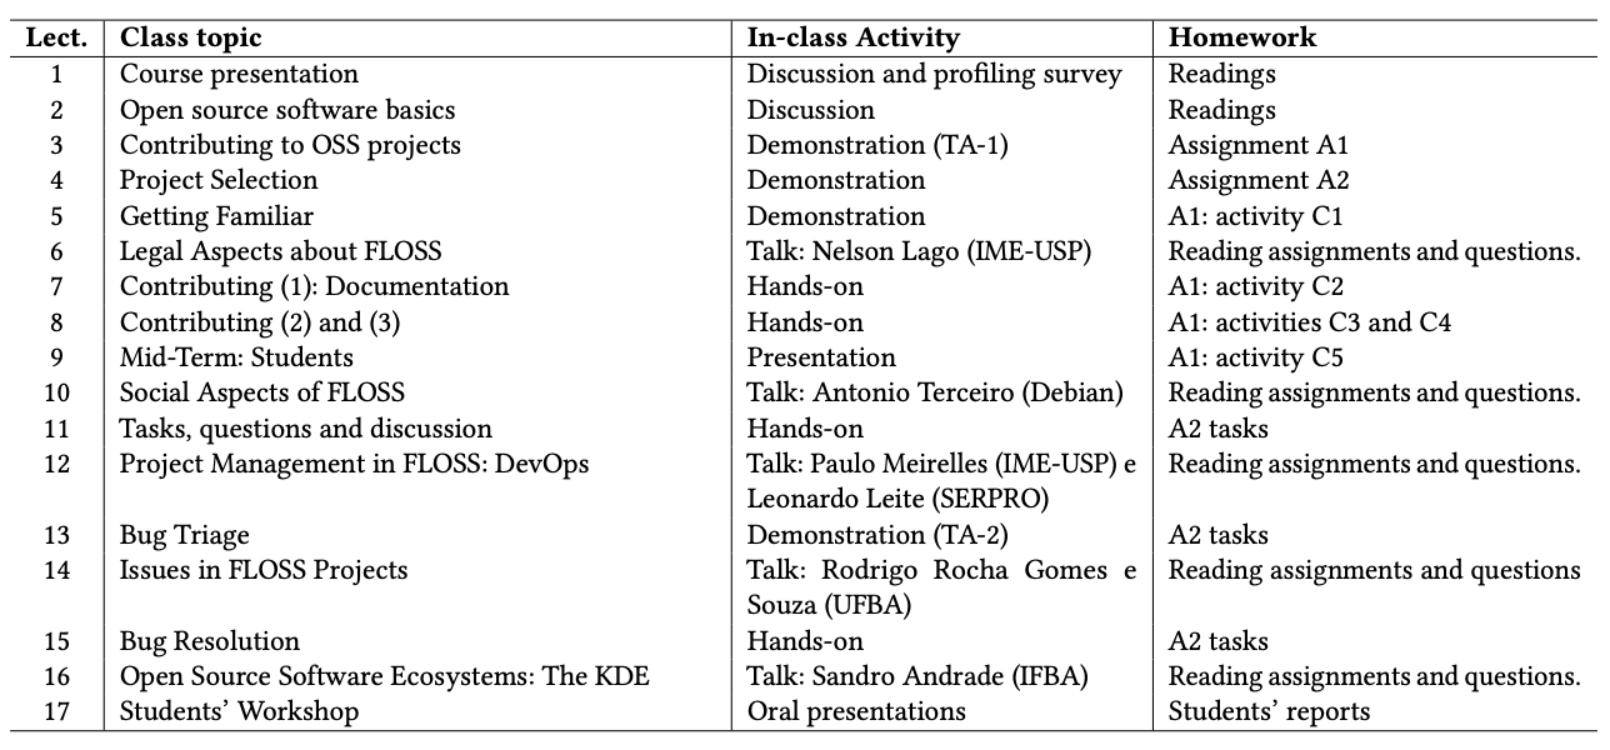 Lect. Class topic In-class Activity Homework
1 Course presentation Discussion and profiling survey Readings
2 Open source software basics Discussion Readings
3 Contributing to OSS projects Demonstration (TA-1) Assignment A1
4 Project Selection Demonstration Assignment A2
5 Getting Familiar Demonstration A1: activity C1
6 Legal Aspects about FLOSS Talk: Nelson Lago (IME-USP) Reading assignments and questions.
7 Contributing (1): Documentation Hands-on A1: activity C2
8 Contributing (2) and (3) Hands-on A1: activities C3 and C4
9 Mid-Term: Students Presentation A1: activity C5
10 Social Aspects of FLOSS Talk: Antonio Terceiro (Debian) Reading assignments and questions.
11 Tasks, questions and discussion Hands-on A2 tasks
12 Project Management in FLOSS: DevOps Talk: Paulo Meirelles (IME-USP) e Reading assignments and questions.
Leonardo Leite (SERPRO)
13 Bug Triage Demonstration (TA-2) A2 tasks
14 Issues in FLOSS Projects Talk: Rodrigo Rocha Gomes e Reading assignments and questions
Souza (UFBA)
15 Bug Resolution Hands-on A2 tasks
16 Open Source Software Ecosystems: The KDE Talk: Sandro Andrade (IFBA) Reading assignments and questions.
17 Students' Workshop Oral presentations Students' reports